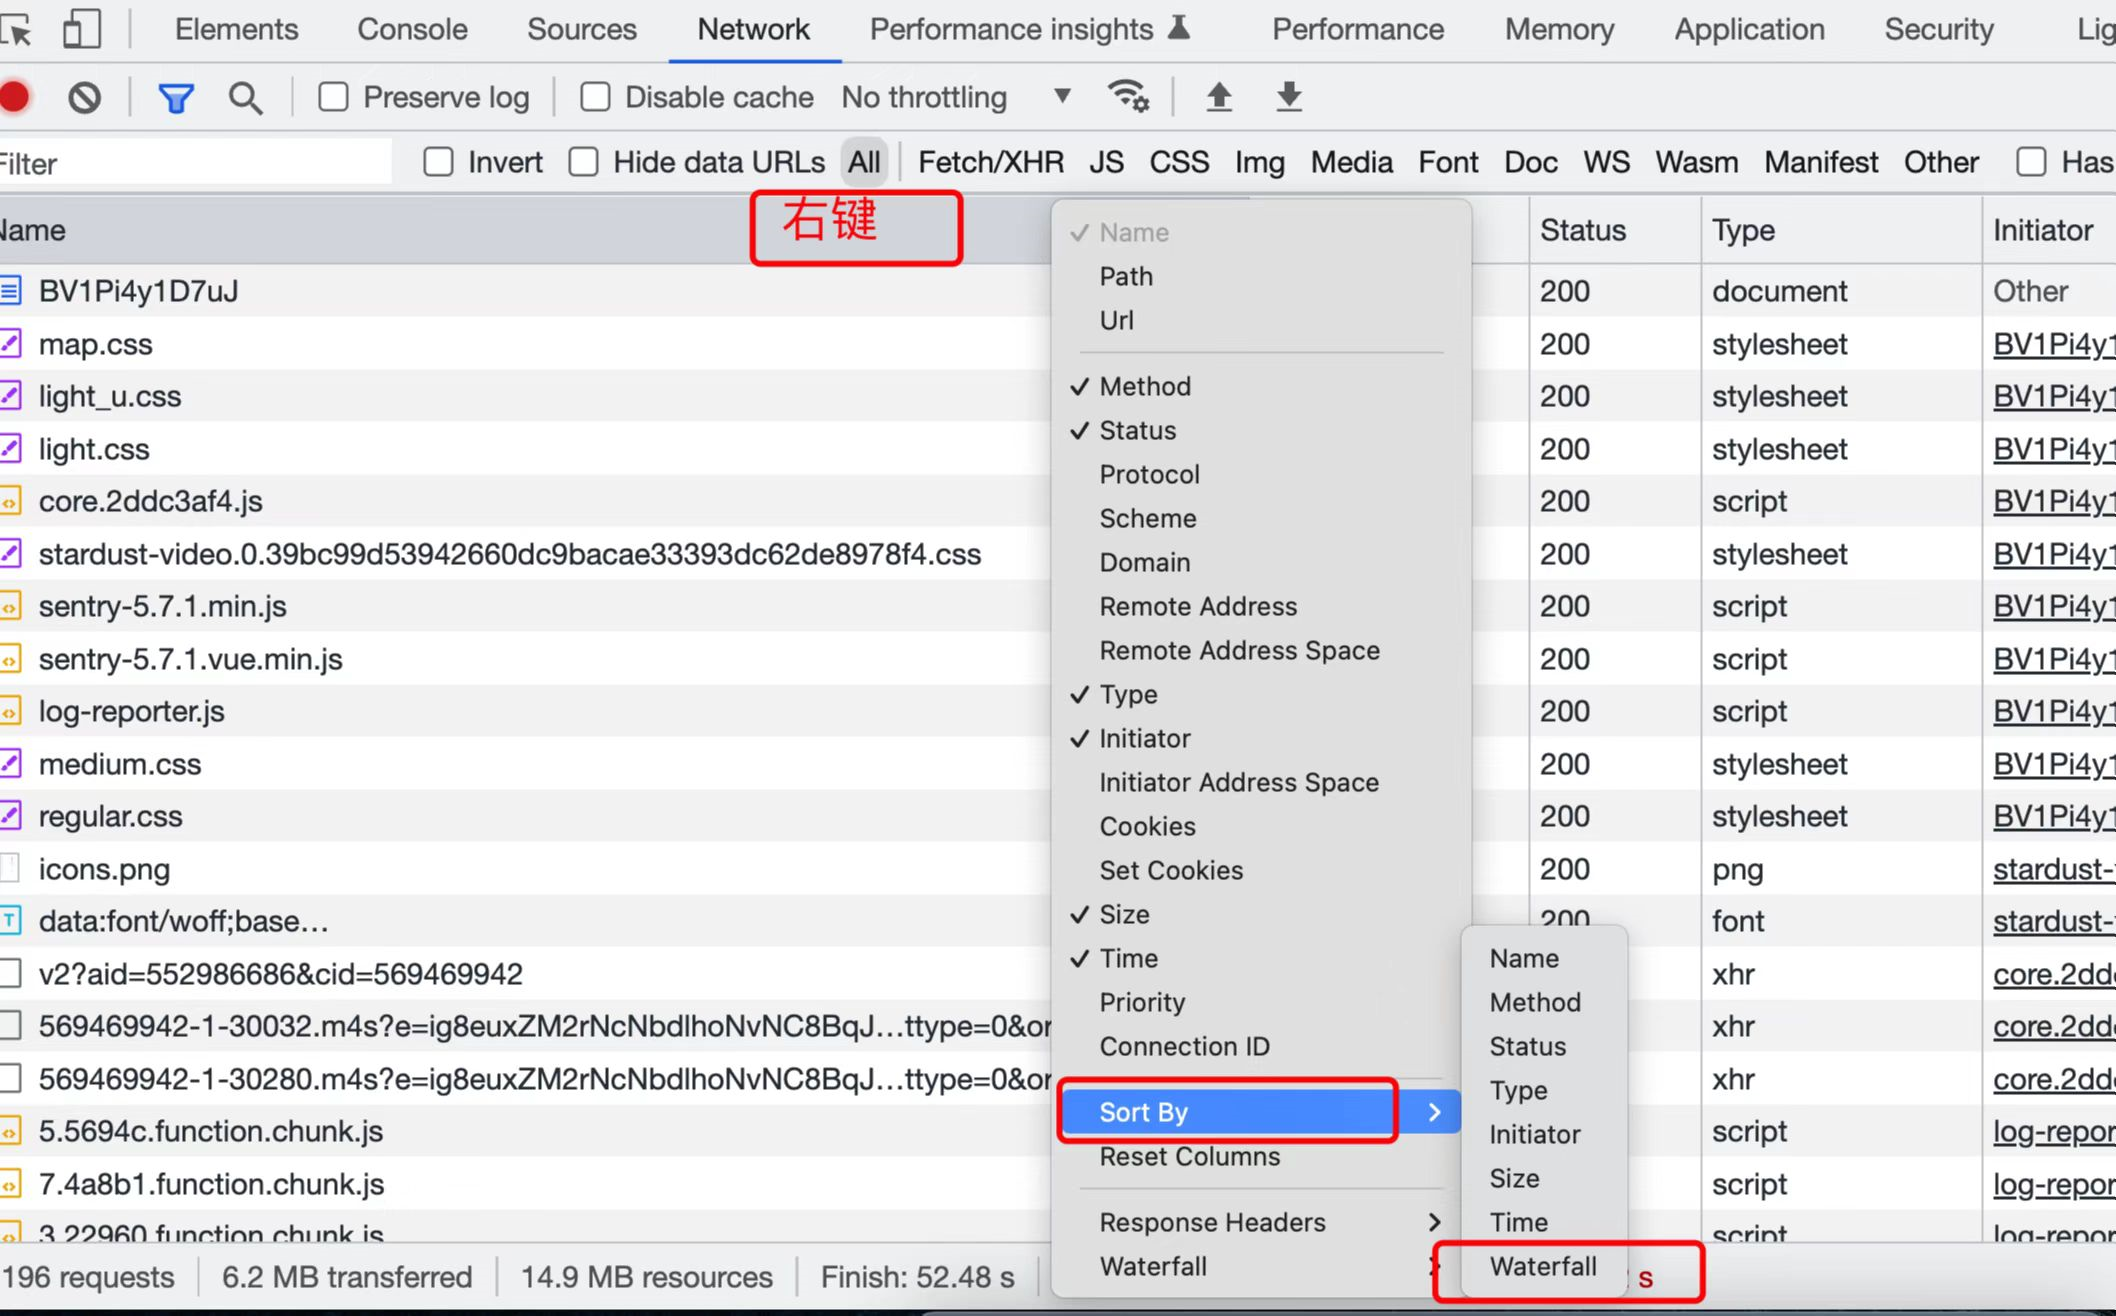 Elements Console Sources Network Performance insights Performance Memory Application Security Lig
Preserve log Disable cache No throttling
Filter Invert Hide data URLs All Fetch/XHR JS CSS Img Media Font Doc WS Wasm Manifest Other Has
Name 右键 Status Type Initiator
BV1Pi4y1D7uJ 200 document Other
map.css 200 stylesheet BV1Pi4y1
light_u.css 200 stylesheet BV1Pi4y1
light.css 200 stylesheet BV1Pi4y1
core.2ddc3af4.js 200 script BV1Pi4y1
stardust-video.0.39bc99d53942660dc9bacae33393dc62de8978f4.css 200 stylesheet BV1Pi4y1
sentry-5.7.1.min.js 200 script BV1Pi4y1
sentry-5.7.1.vue.min.js 200 script BV1Pi4y1
log-reporter.js 200 script BV1Pi4y1
medium.css 200 stylesheet BV1Pi4y1
regular.css 200 stylesheet BV1Pi4y1
icons.png 200 png stardust-
data:font/woff;base… 200 font stardust-
v2?aid=552986686&cid=569469942 xhr core.2ddc
569469942-1-30032.m4s?e=ig8euxZM2rNcNbdlhoNvNC8BqJ…ttype=0&or xhr core.2ddc
569469942-1-30280.m4s?e=ig8euxZM2rNcNbdlhoNvNC8BqJ…ttype=0&or xhr core.2ddc
5.5694c.function.chunk.js script log-repor
7.4a8b1.function.chunk.js script log-repor
3.22960.function.chunk.js script log-repor
196 requests 6.2 MB transferred 14.9 MB resources Finish: 52.48 s s
Name
Path
Url
Method
Status
Protocol
Scheme
Domain
Remote Address
Remote Address Space
Type
Initiator
Initiator Address Space
Cookies
Set Cookies
Size
Time
Priority
Connection ID
Sort By
Reset Columns
Response Headers
Waterfall
Name
Method
Status
Type
Initiator
Size
Time
Waterfall